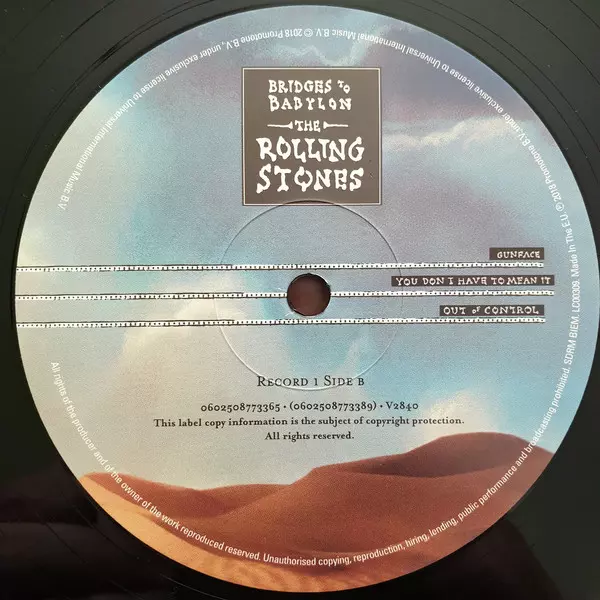 BRIDGES TO
BABYLON
THE
ROLLING
STONES
GUNFACE
YOU DON'T HAVE TO MEAN IT
OUT OF CONTROL
RECORD 1 SIDE B
0602508773365 • (0602508773389) • V2840
This label copy information is the subject of copyright protection.
All rights reserved.
All rights of the producer and of the owner of the work reproduced reserved. Unauthorised copying, reproduction, hiring, lending, public performance and broadcasting prohibited. SDRM BIEM. LC00309. Made In The E.U. ℗ 2018 Promotone B.V. under exclusive license to Universal International Music B.V. © 2018 Promotone B.V., under exclusive license to Universal International Music B.V.